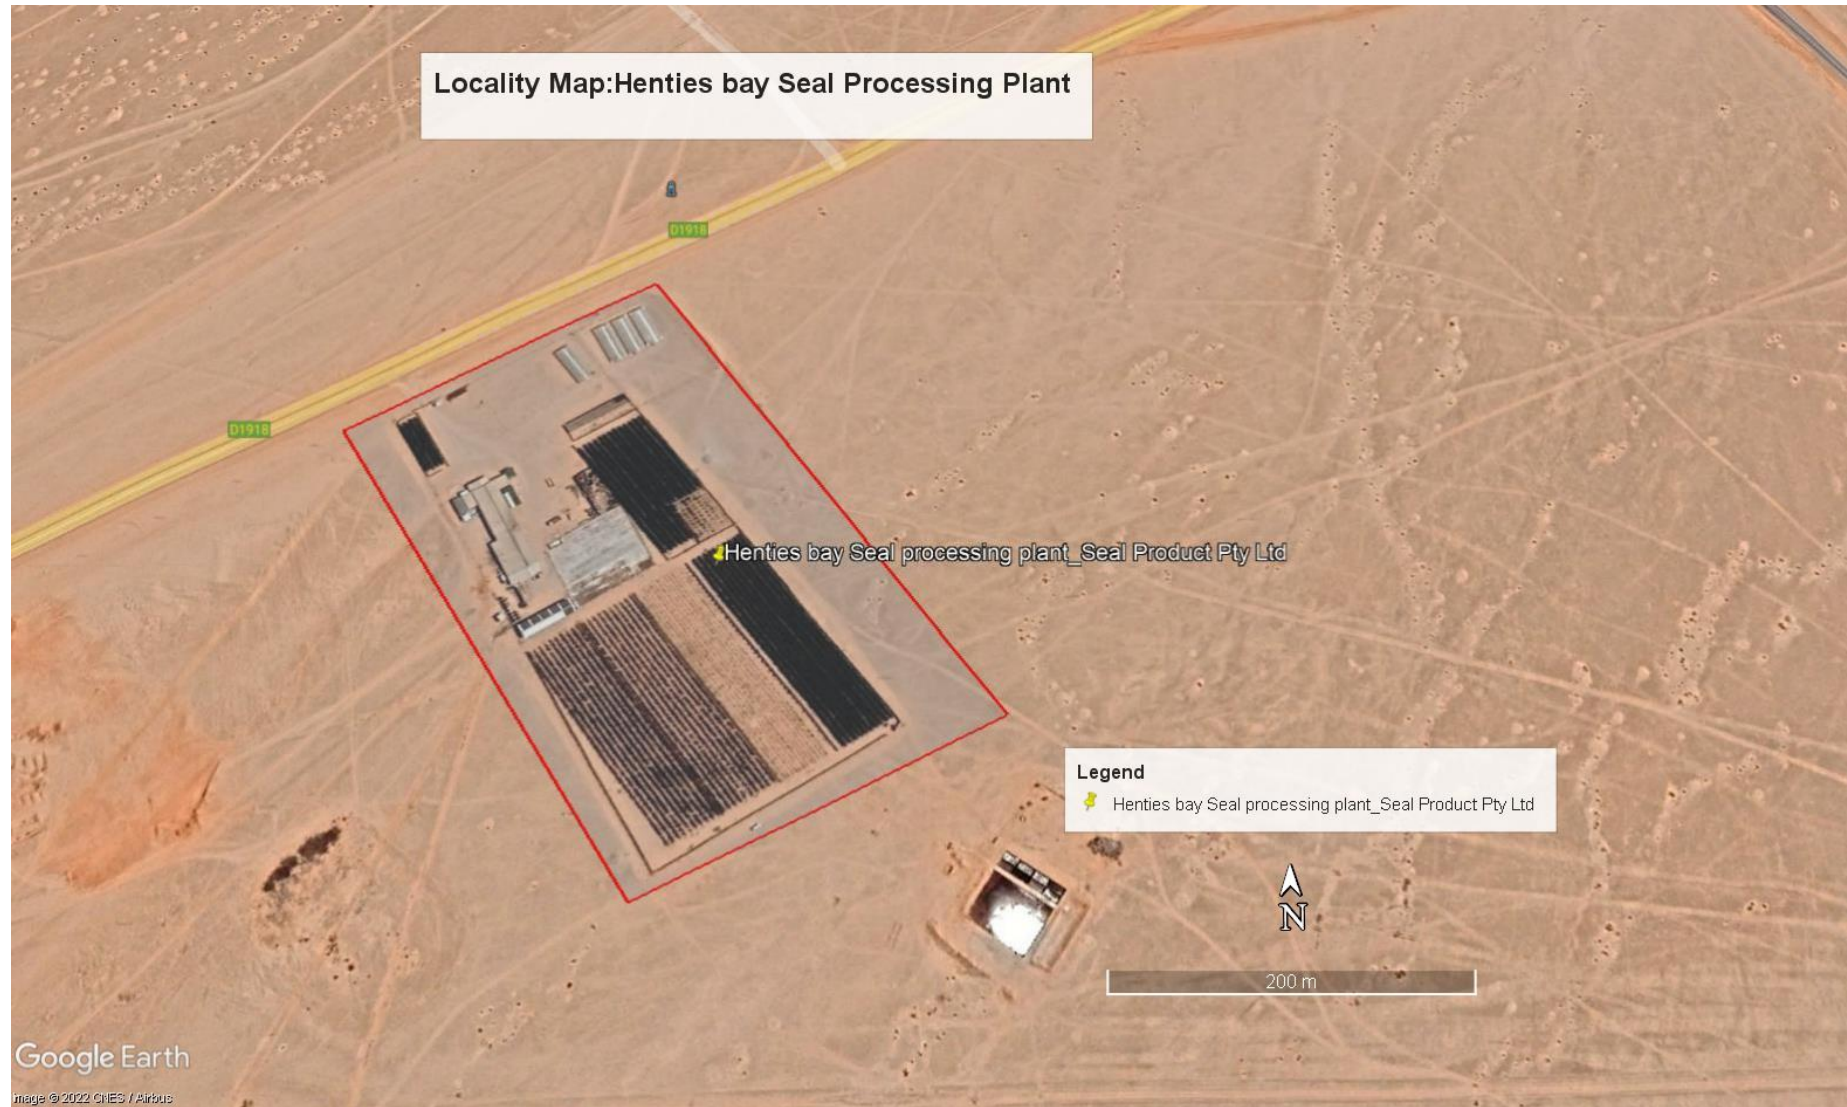 Locality Map:Henties bay Seal Processing Plant
D1918
D1918
Henties bay Seal processing plant_Seal Product Pty Ltd
Legend
Henties bay Seal processing plant_Seal Product Pty Ltd
N
200 m
Google Earth
Image © 2022 CNES / Airbus